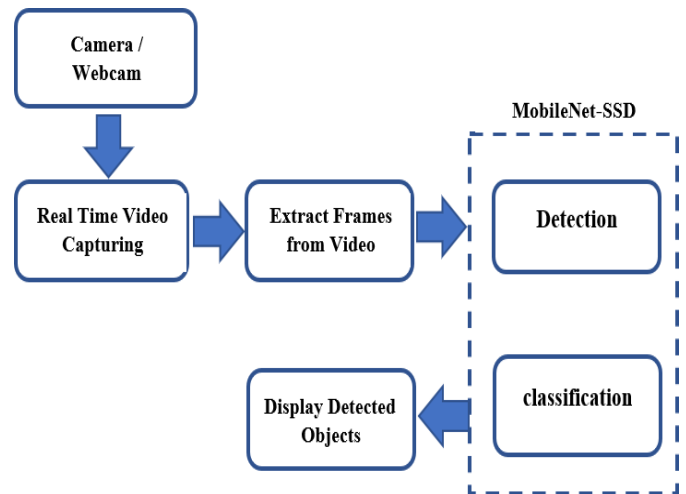 Camera /
Webcam
MobileNet-SSD
Real Time Video
Capturing
Extract Frames
from Video
Detection
classification
Display Detected
Objects